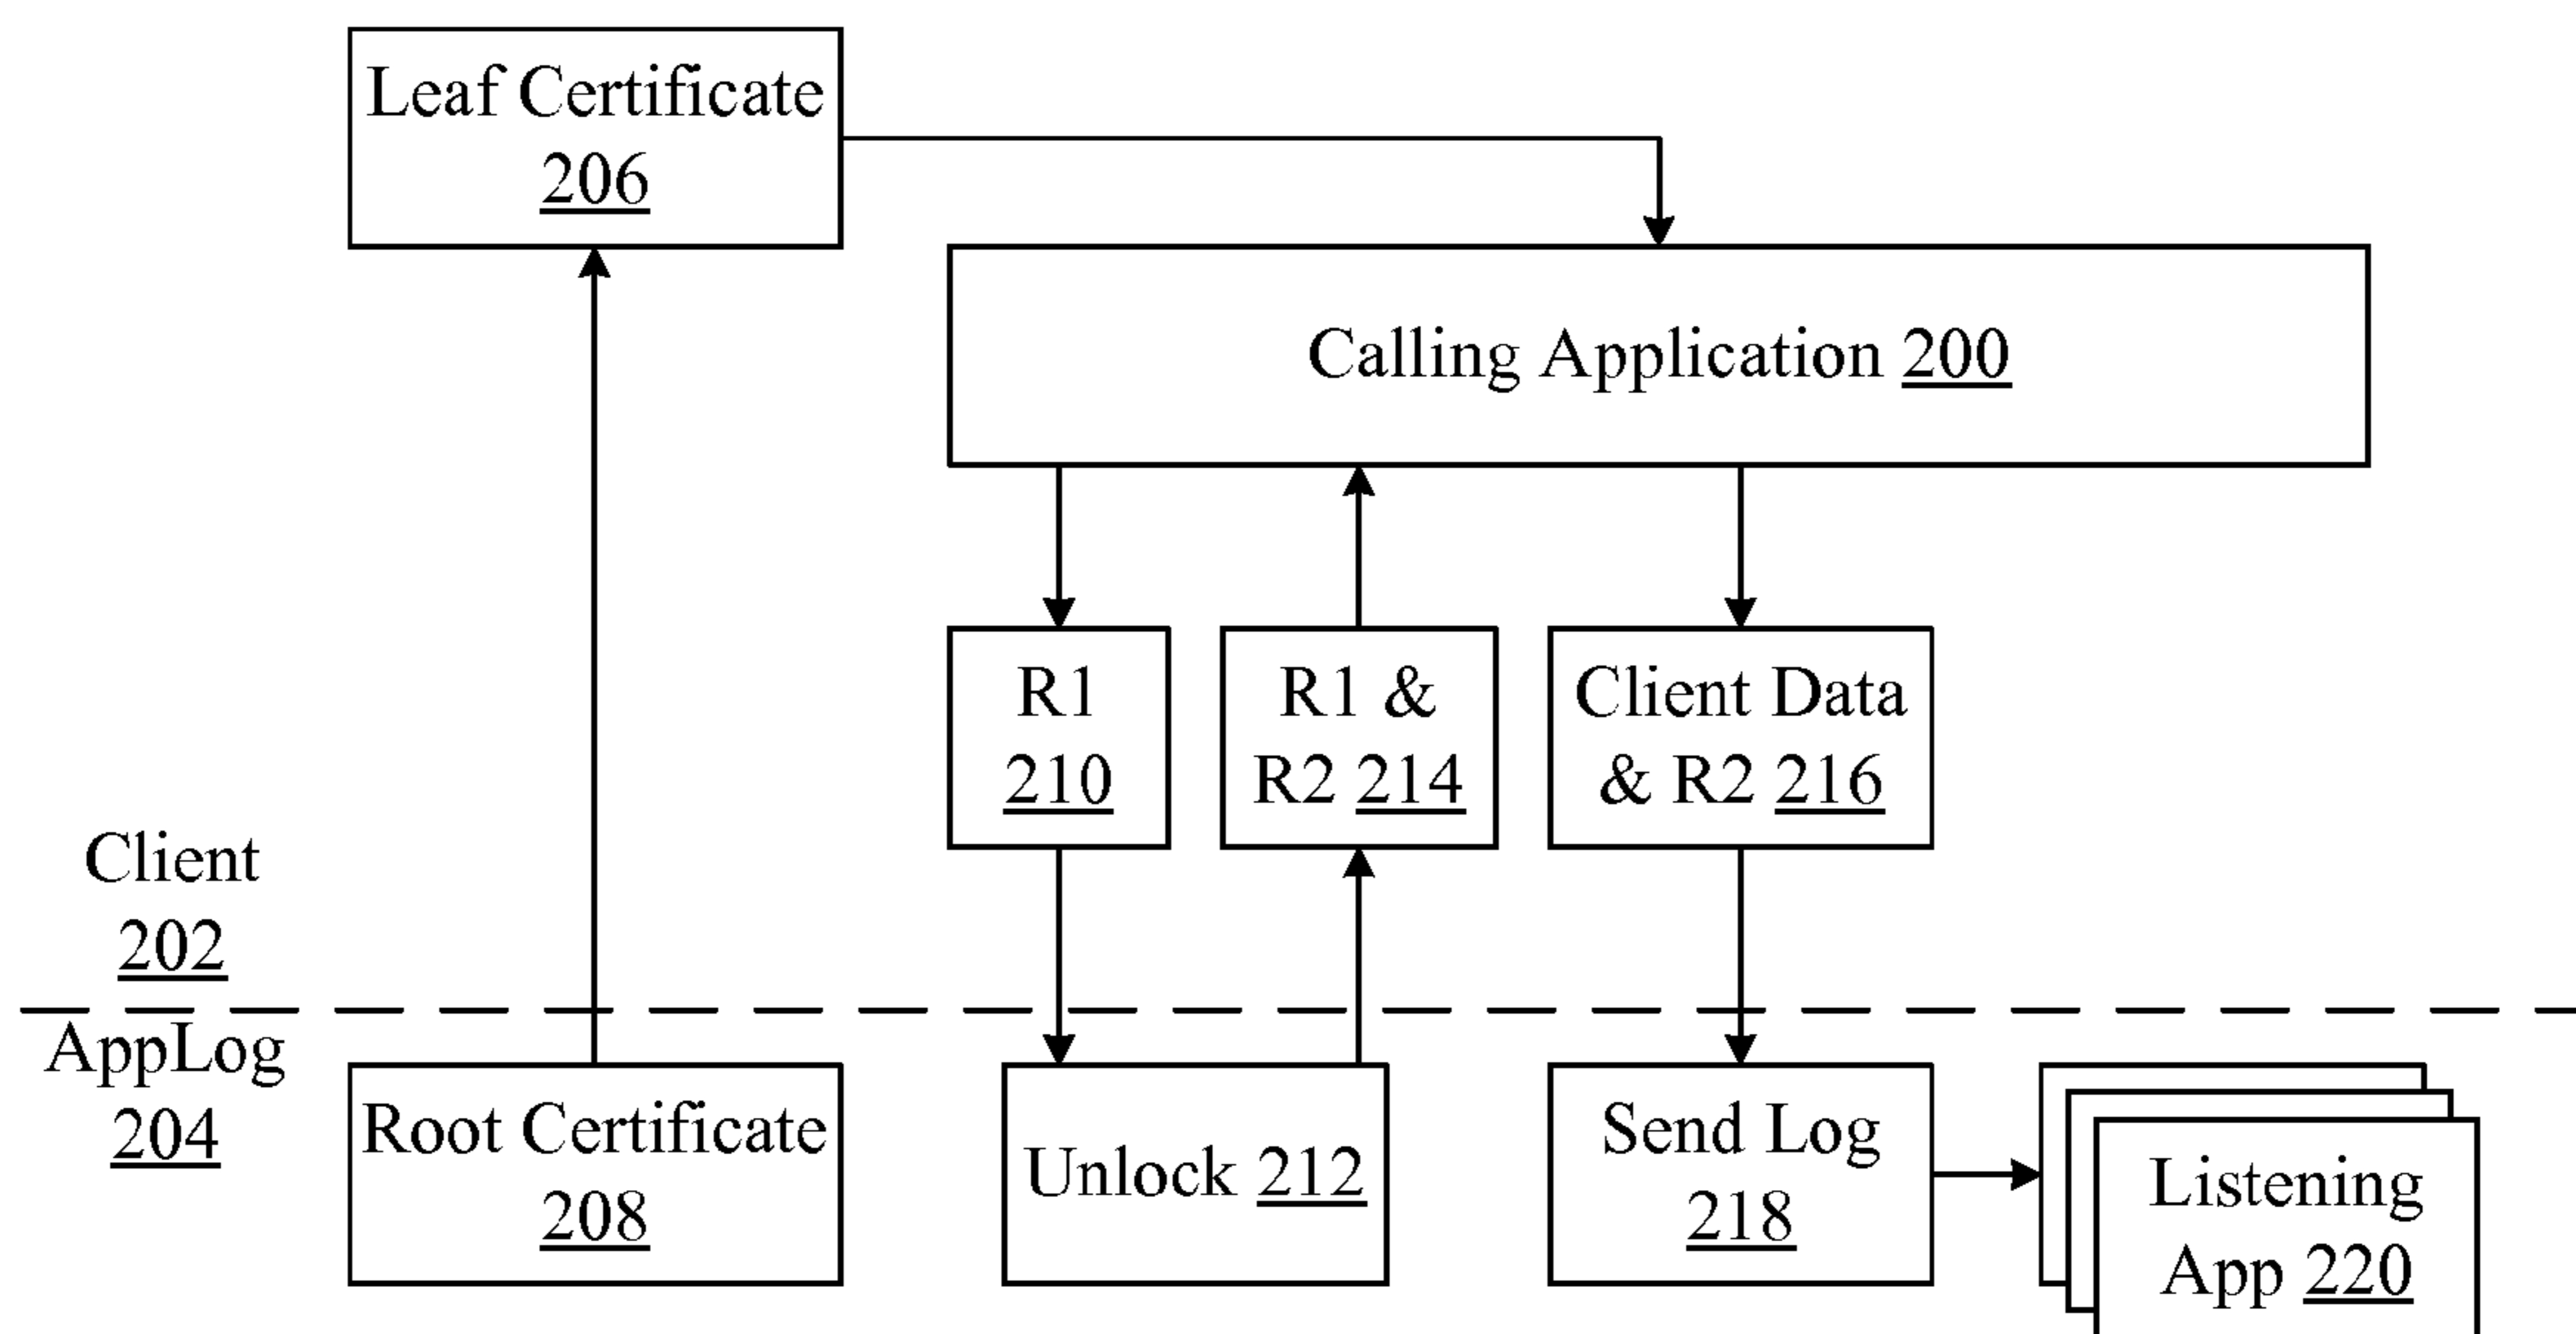 Leaf Certificate
206
Calling Application 200
R1
210
R1 &
R2 214
Client Data
& R2 216
Client
202
AppLog
204
Root Certificate
208
Unlock 212
Send Log
218
Listening
App 220